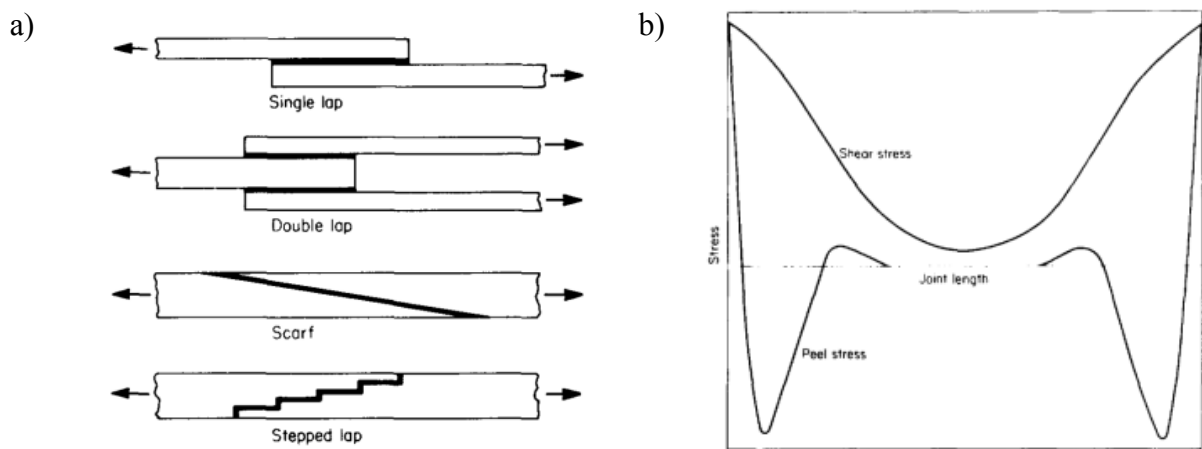 a)
Single lap
Double lap
Scarf
Stepped lap
b)
Stress
Shear stress
Joint length
Peel stress